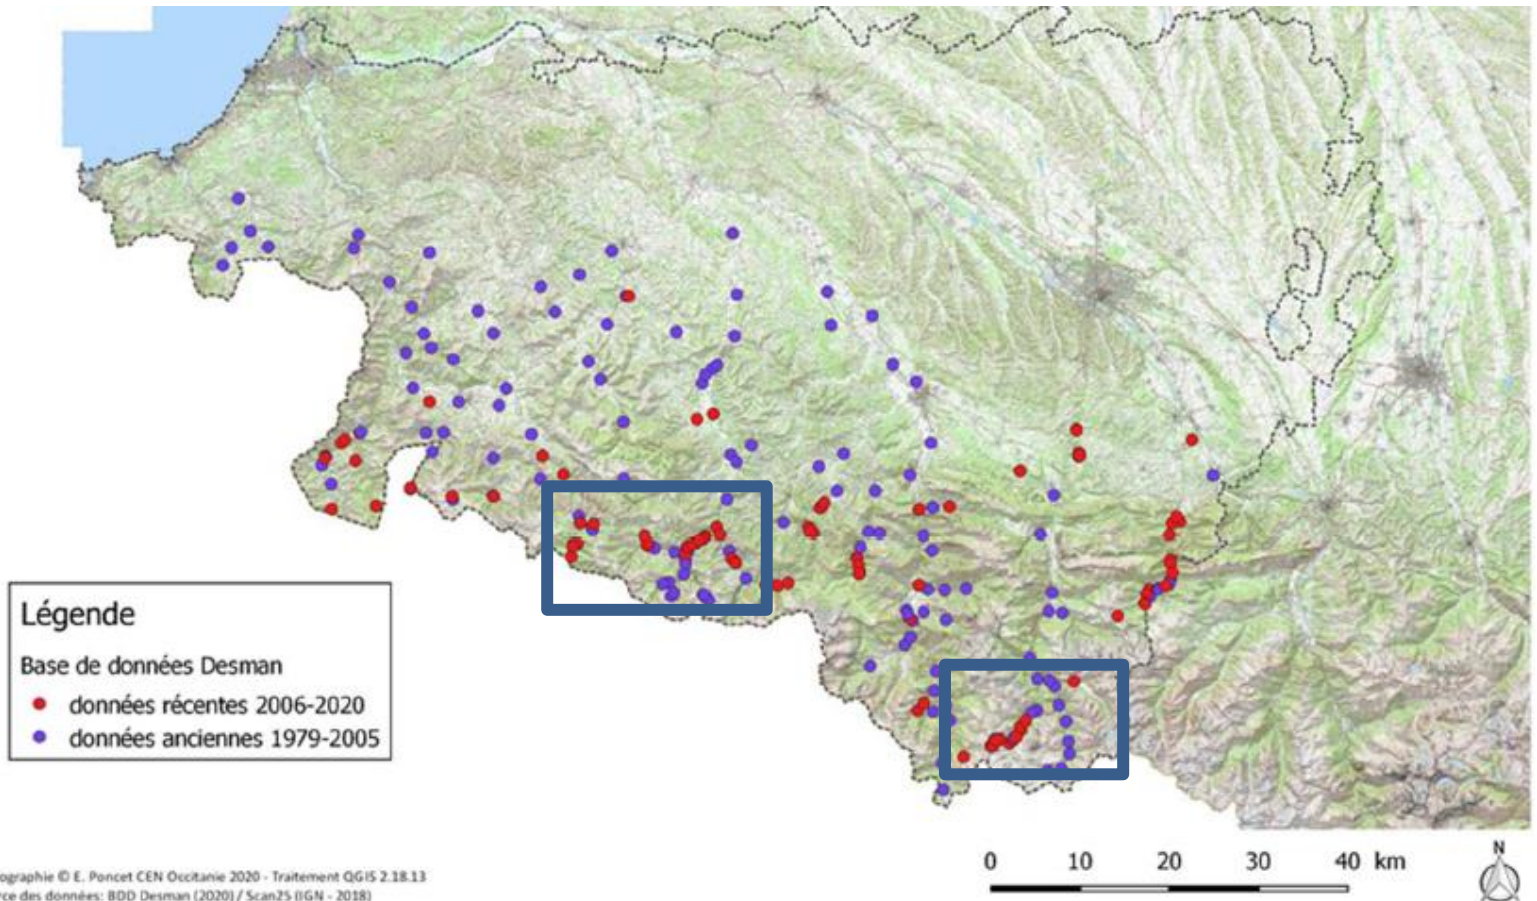 Légende
Base de données Desman
données récentes 2006-2020
données anciennes 1979-2005
0 10 20 30 40 km
N
ographie © E. Poncet CEN Occitanie 2020 - Traitement QGIS 2.18.13
rce des données: BDD Desman (2020) / Scan25 (IGN - 2018)